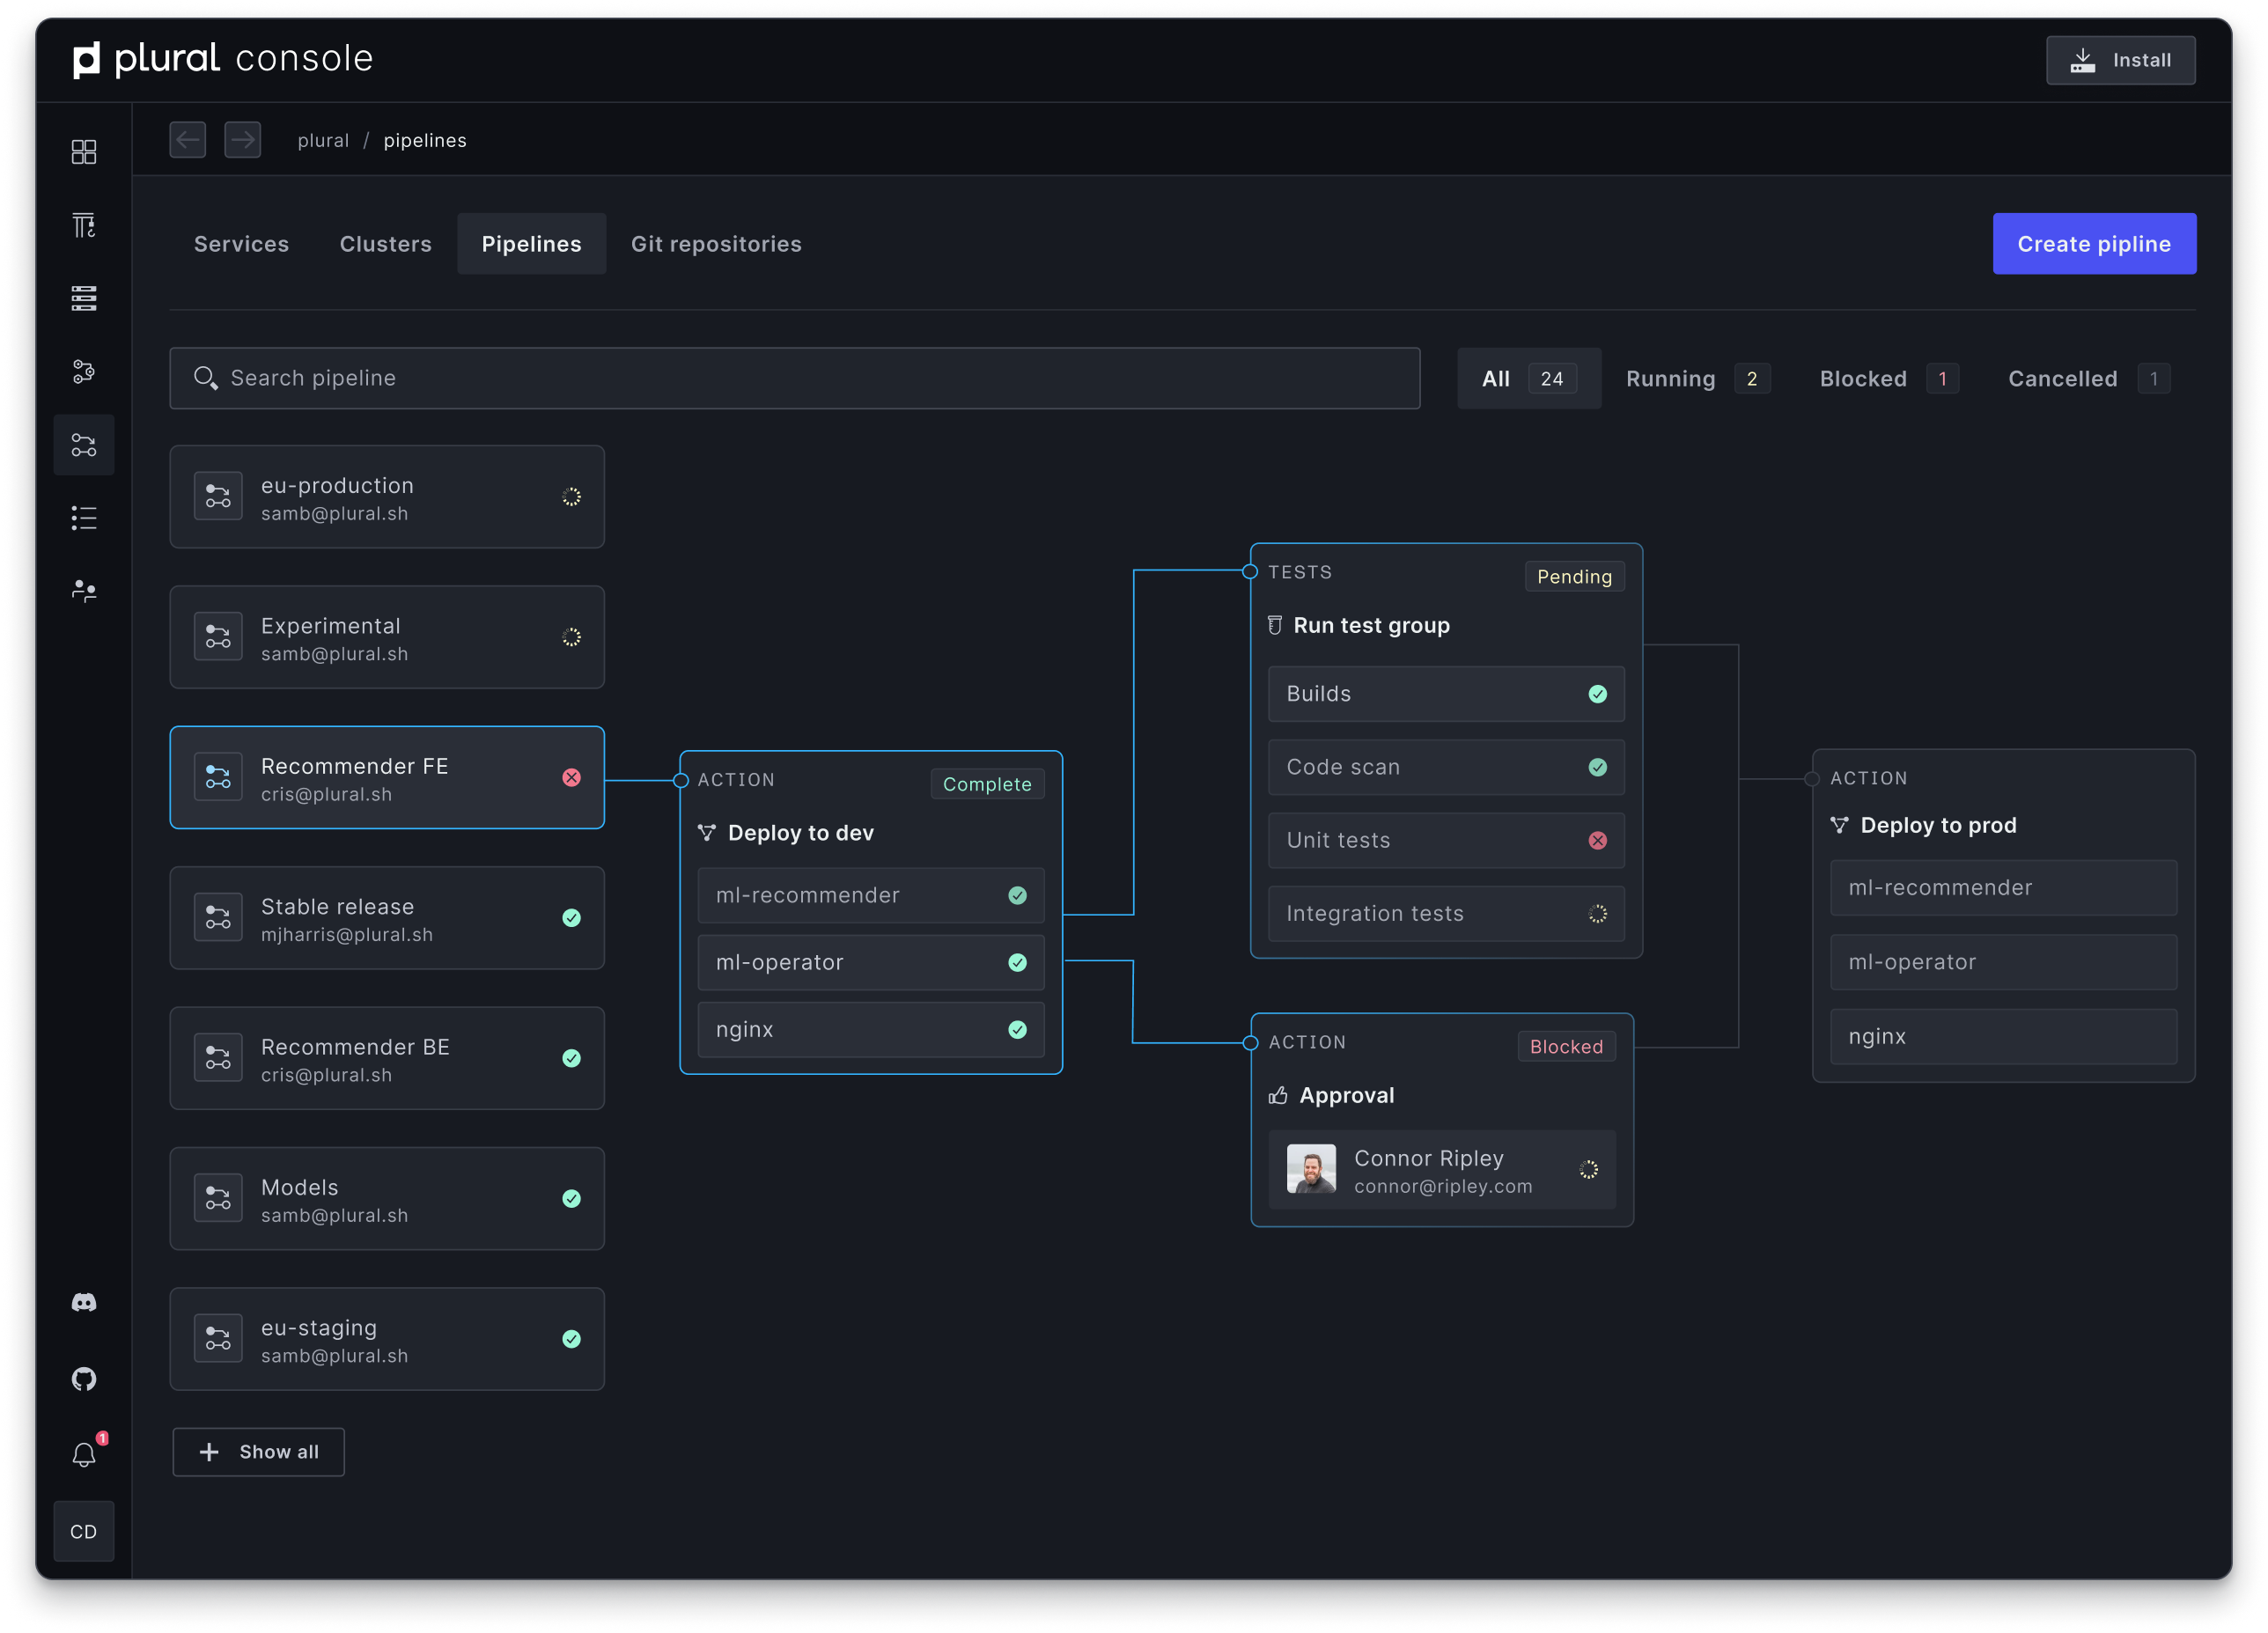 plural console
Install
plural / pipelines
Services Clusters Pipelines Git repositories
Create pipline
Search pipeline
All 24 Running 2 Blocked 1 Cancelled 1
eu-production
samb@plural.sh
Experimental
samb@plural.sh
Recommender FE
cris@plural.sh
Stable release
mjharris@plural.sh
Recommender BE
cris@plural.sh
Models
samb@plural.sh
eu-staging
samb@plural.sh
Show all
ACTION Complete
Deploy to dev
ml-recommender
ml-operator
nginx
TESTS Pending
Run test group
Builds
Code scan
Unit tests
Integration tests
ACTION Blocked
Approval
Connor Ripley
connor@ripley.com
ACTION
Deploy to prod
ml-recommender
ml-operator
nginx
1
CD